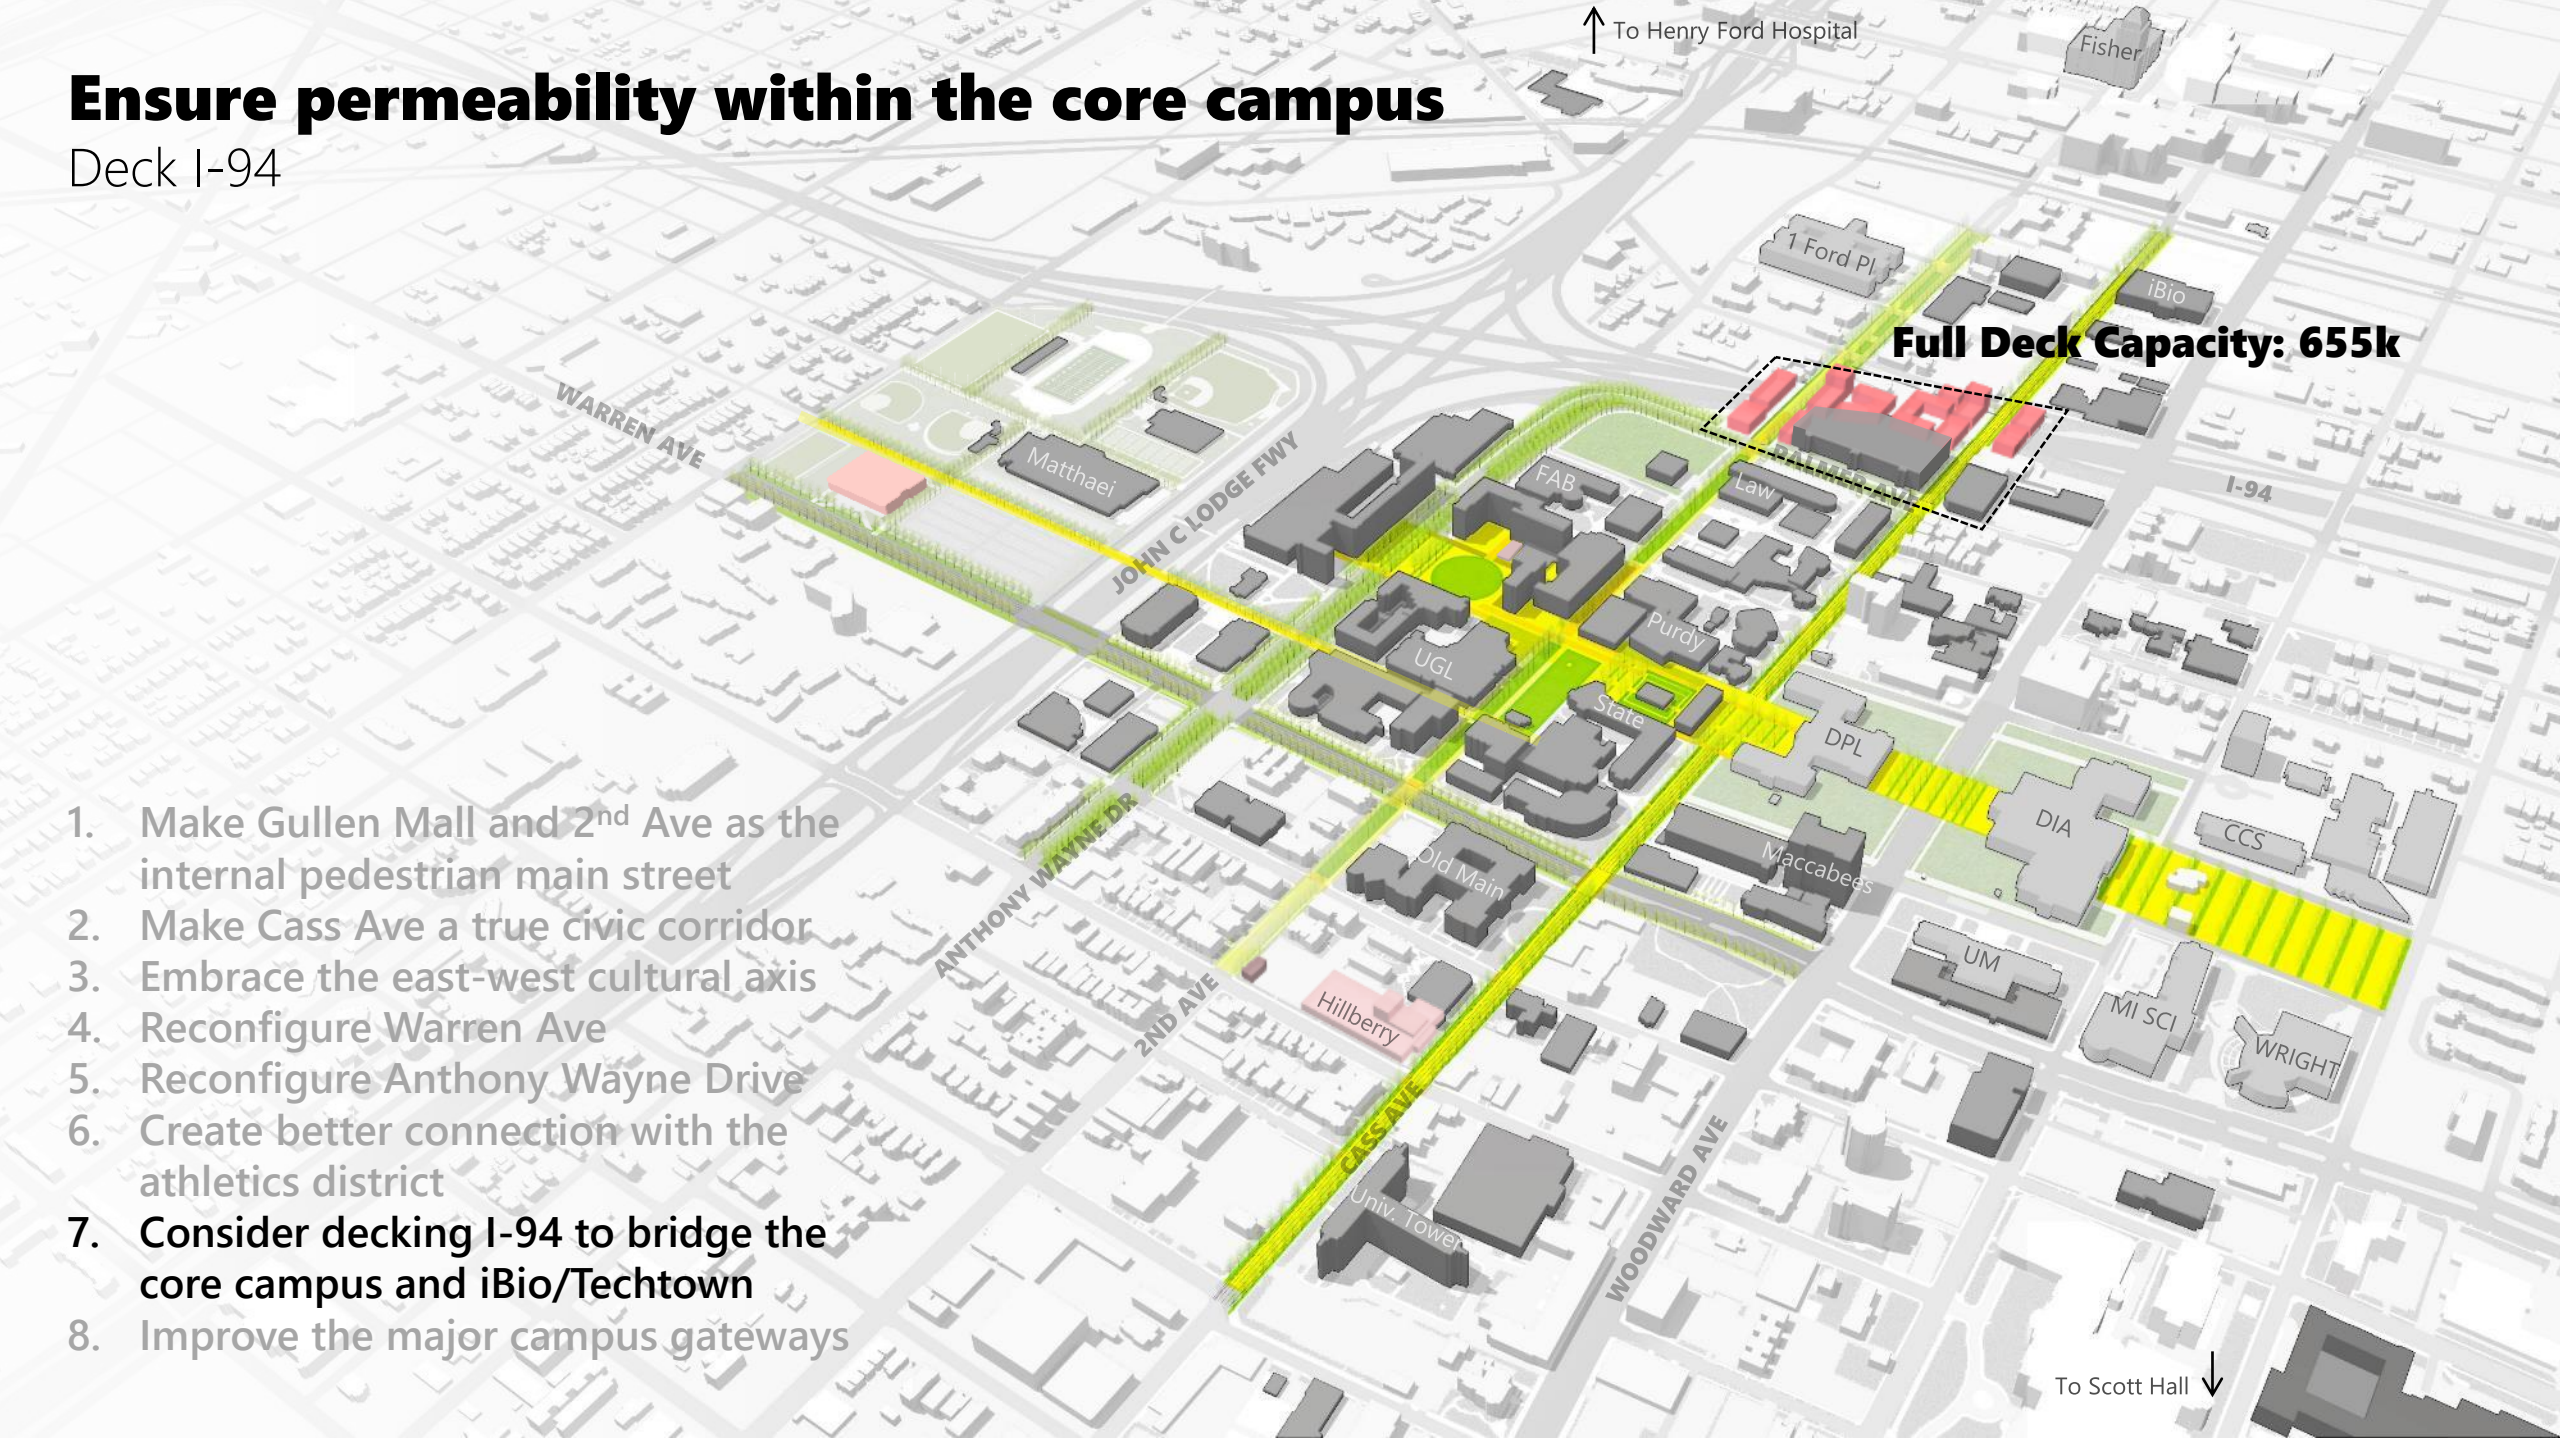 To Henry Ford Hospital
Fisher
Ensure permeability within the core campus
Deck I-94
1 Ford Pl
iBio
Full Deck Capacity: 655k
WARREN AVE
Matthaei
JOHN C LODGE FWY
FAB
Law
PALMER AVE
I-94
Purdy
UGL
State
DPL
DIA
CCS
Maccabees
Old Main
ANTHONY WAYNE DR
UM
MI SCI
WRIGHT
2ND AVE
Hillberry
CASS AVE
Univ. Tower
WOODWARD AVE
1. Make Gullen Mall and 2nd Ave as the
internal pedestrian main street
2. Make Cass Ave a true civic corridor
3. Embrace the east-west cultural axis
4. Reconfigure Warren Ave
5. Reconfigure Anthony Wayne Drive
6. Create better connection with the
athletics district
7. Consider decking I-94 to bridge the
core campus and iBio/Techtown
8. Improve the major campus gateways
To Scott Hall